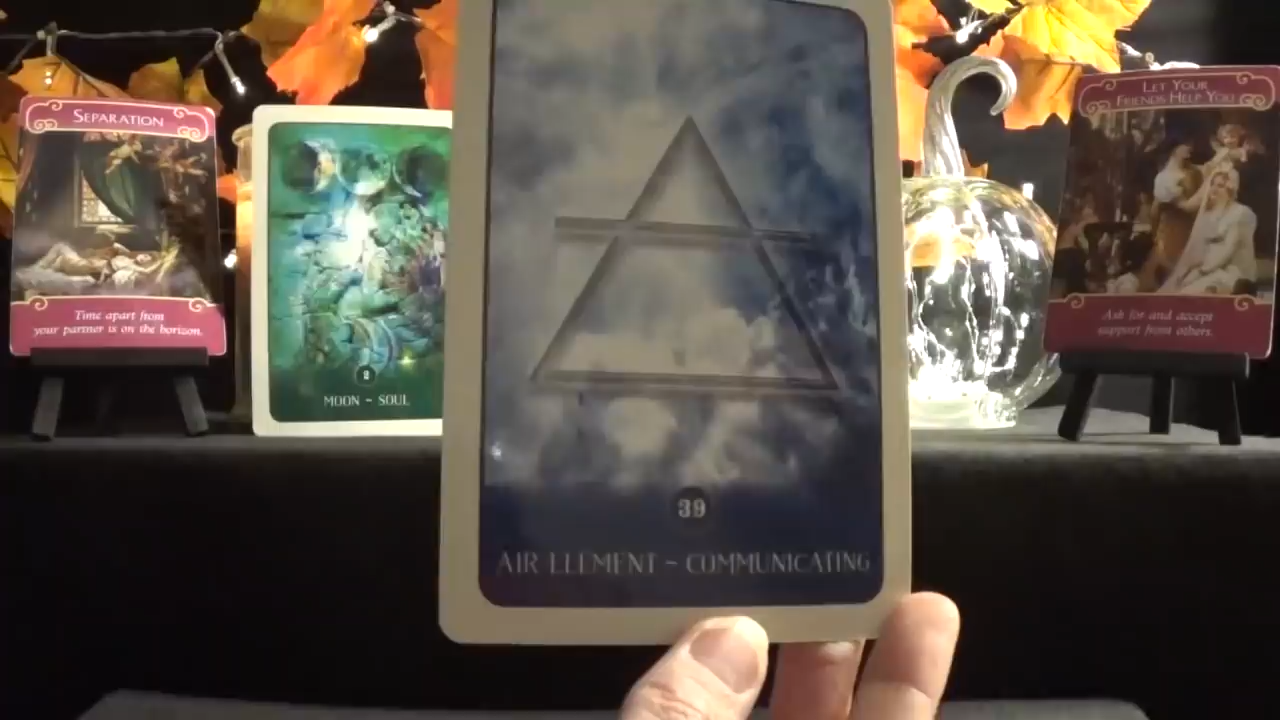 SEPARATION
Time apart from
your partner is on the horizon.
MOON ~ SOUL
39
AIR ELEMENT ~ COMMUNICATING
LET YOUR
FRIENDS HELP YOU
Ask for and accept
support from others.